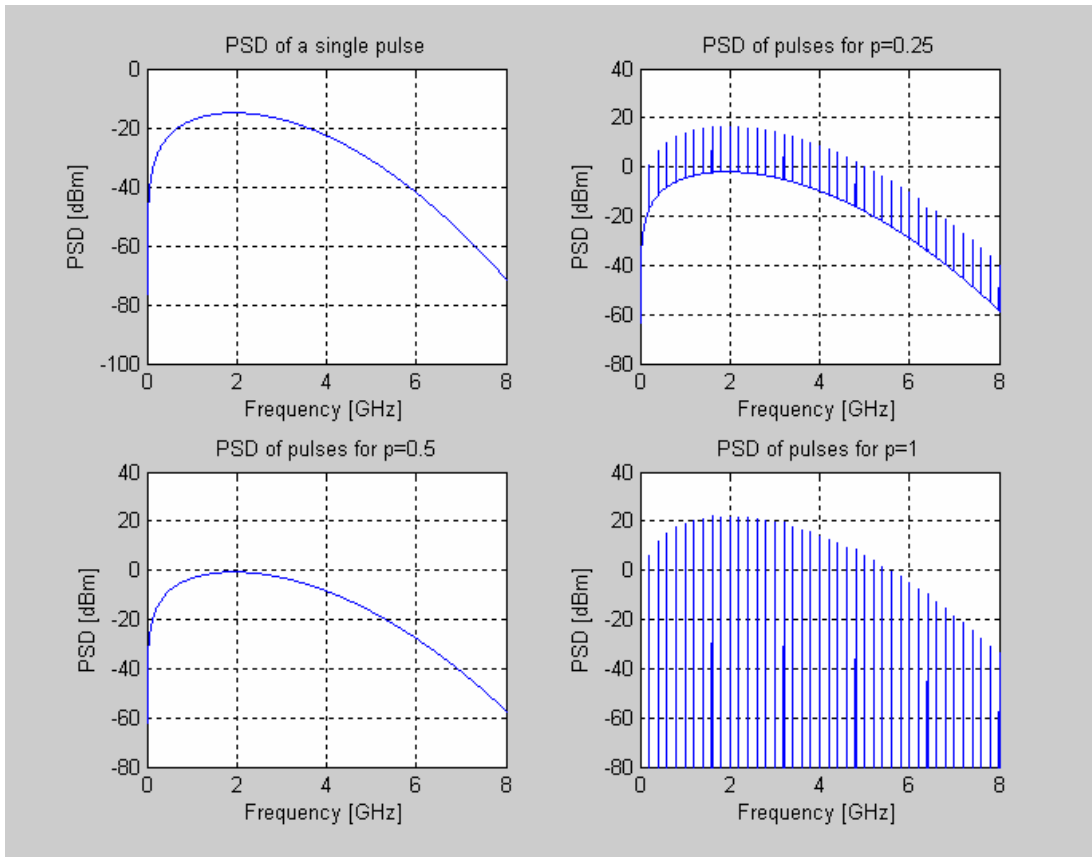 PSD of a single pulse
PSD [dBm]
0
-20
-40
-60
-80
-100
0 2 4 6 8
Frequency [GHz]
PSD of pulses for p=0.25
PSD [dBm]
40
20
0
-20
-40
-60
-80
0 2 4 6 8
Frequency [GHz]
PSD of pulses for p=0.5
PSD [dBm]
40
20
0
-20
-40
-60
-80
0 2 4 6 8
Frequency [GHz]
PSD of pulses for p=1
PSD [dBm]
40
20
0
-20
-40
-60
-80
0 2 4 6 8
Frequency [GHz]